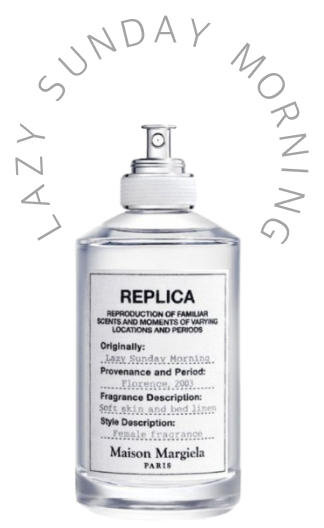 LAZY SUNDAY MORNING
REPLICA
REPRODUCTION OF FAMILIAR
SCENTS AND MOMENTS OF VARYING
LOCATIONS AND PERIODS
Originally:
Lazy Sunday Morning
Provenance and Period:
Florence, 2003
Fragrance Description:
Soft skin and bed linen
Style Description:
Female fragrance
Maison Margiela
PARIS